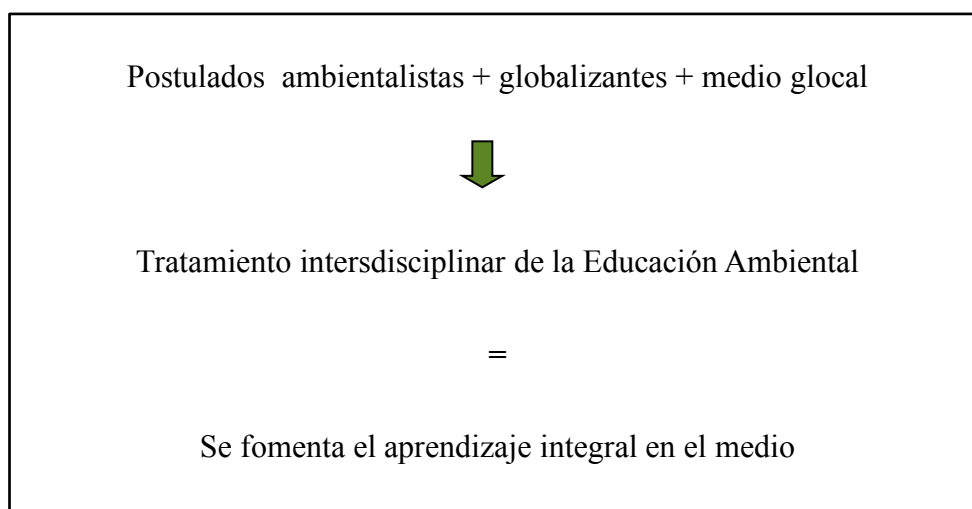 Postulados ambientalistas + globalizantes + medio glocal
Tratamiento intersdisciplinar de la Educación Ambiental
=
Se fomenta el aprendizaje integral en el medio